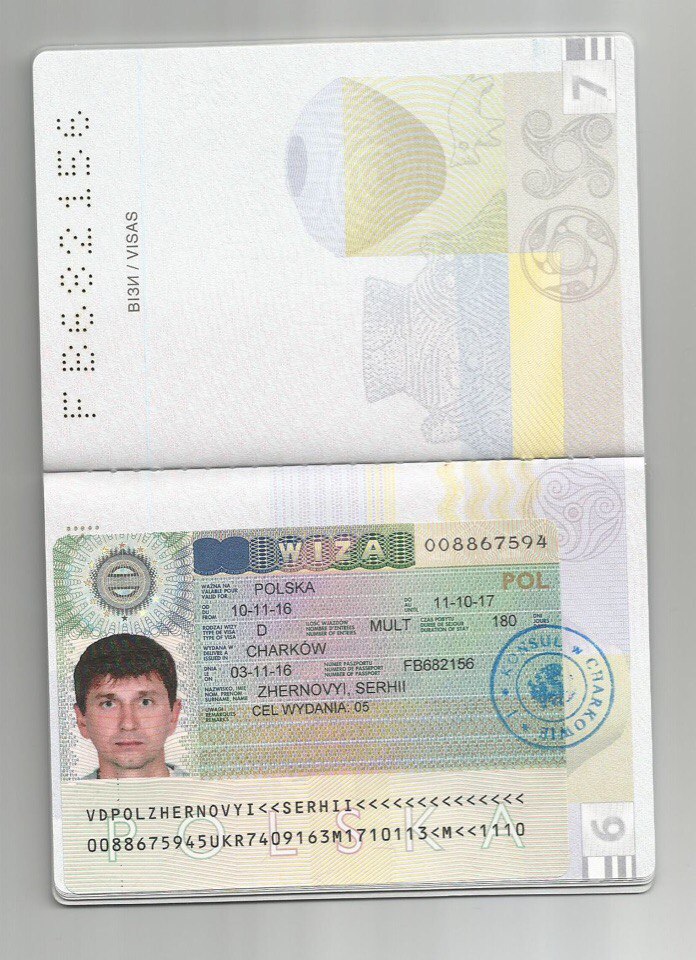 FB682156
ВІЗИ / VISAS
7
WIZA
008867594
WAŻNA NA
VALABLE POUR
VALID FOR
POLSKA
POL
OD
DU
FROM
10-11-16
DO
AU
UNTIL
11-10-17
RODZAJ WIZY
TYPE DE VISA
TYPE OF VISA
D
ILOŚĆ WJAZDÓW
NOMBRE D'ENTRÉES
NUMBER OF ENTRIES
MULT
CZAS POBYTU
DURÉE DE SÉJOUR
DURATION OF STAY
180
DNI
JOURS
WYDANA W
DÉLIVRÉ À
ISSUED IN
CHARKÓW
DNIA
LE
ON
03-11-16
NUMER PASZPORTU
NUMÉRO DE PASSEPORT
NUMBER OF PASSPORT
FB682156
NAZWISKO, IMIĘ
NOM, PRÉNOM
SURNAME, NAME
ZHERNOVYI, SERHII
UWAGI
REMARQUES
REMARKS
CEL WYDANIA: 05
KONSUL w CHARKOWIE
VDPOLZHERNOVYI<<SERHII<<<<<<<<<<<<<<
0088675945UKR7409163M1710113<M<<1110
POLSKA
6